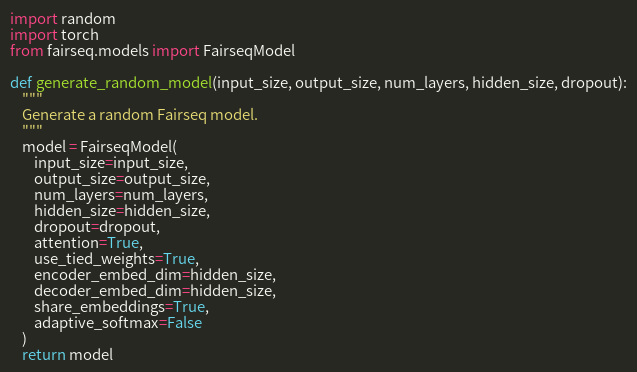 import random
import torch
from fairseq.models import FairseqModel

def generate_random_model(input_size, output_size, num_layers, hidden_size, dropout):
    """
    Generate a random Fairseq model.
    """
    model = FairseqModel(
        input_size=input_size,
        output_size=output_size,
        num_layers=num_layers,
        hidden_size=hidden_size,
        dropout=dropout,
        attention=True,
        use_tied_weights=True,
        encoder_embed_dim=hidden_size,
        decoder_embed_dim=hidden_size,
        share_embeddings=True,
        adaptive_softmax=False
    )
    return model